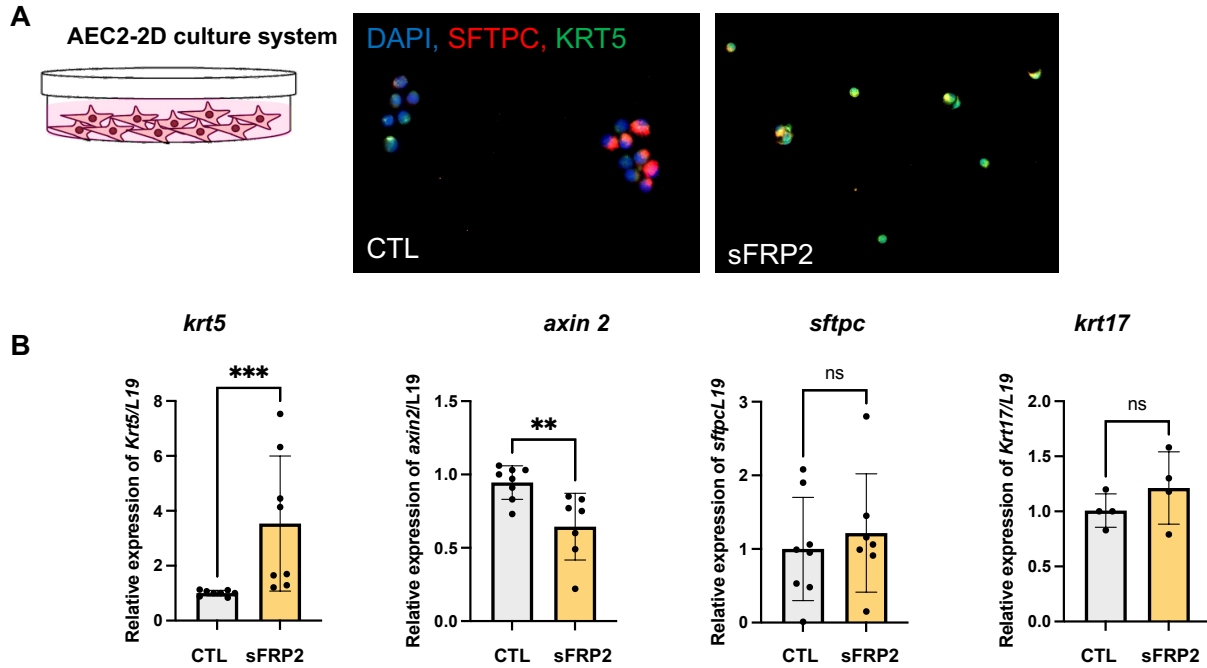 A
AEC2-2D culture system
DAPI, SFTPC, KRT5
CTL
sFRP2
B
krt5
Relative expression of Krt5/L19
8
6
4
2
0
***
CTL sFRP2
axin 2
Relative expression of axin2/L19
1.5
1.0
0.5
0.0
**
CTL sFRP2
sftpc
Relative expression of sftpcL19
3
2
1
0
ns
CTL sFRP2
krt17
Relative expression of Krt17/L19
2.0
1.5
1.0
0.5
0.0
ns
CTL sFRP2